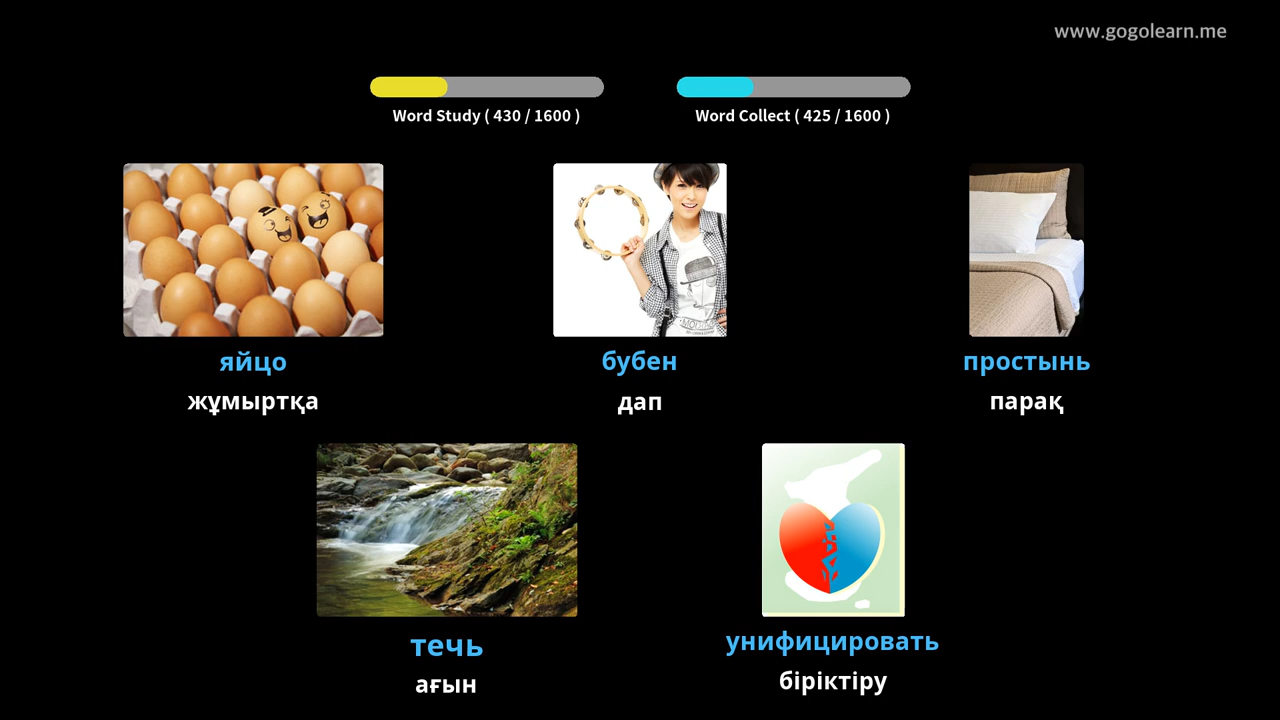 www.gogolearn.me
Word Study ( 430 / 1600 )
Word Collect ( 425 / 1600 )
яйцо
бубен
простынь
жұмыртқа
дап
парақ
течь
унифицировать
ағын
біріктіру